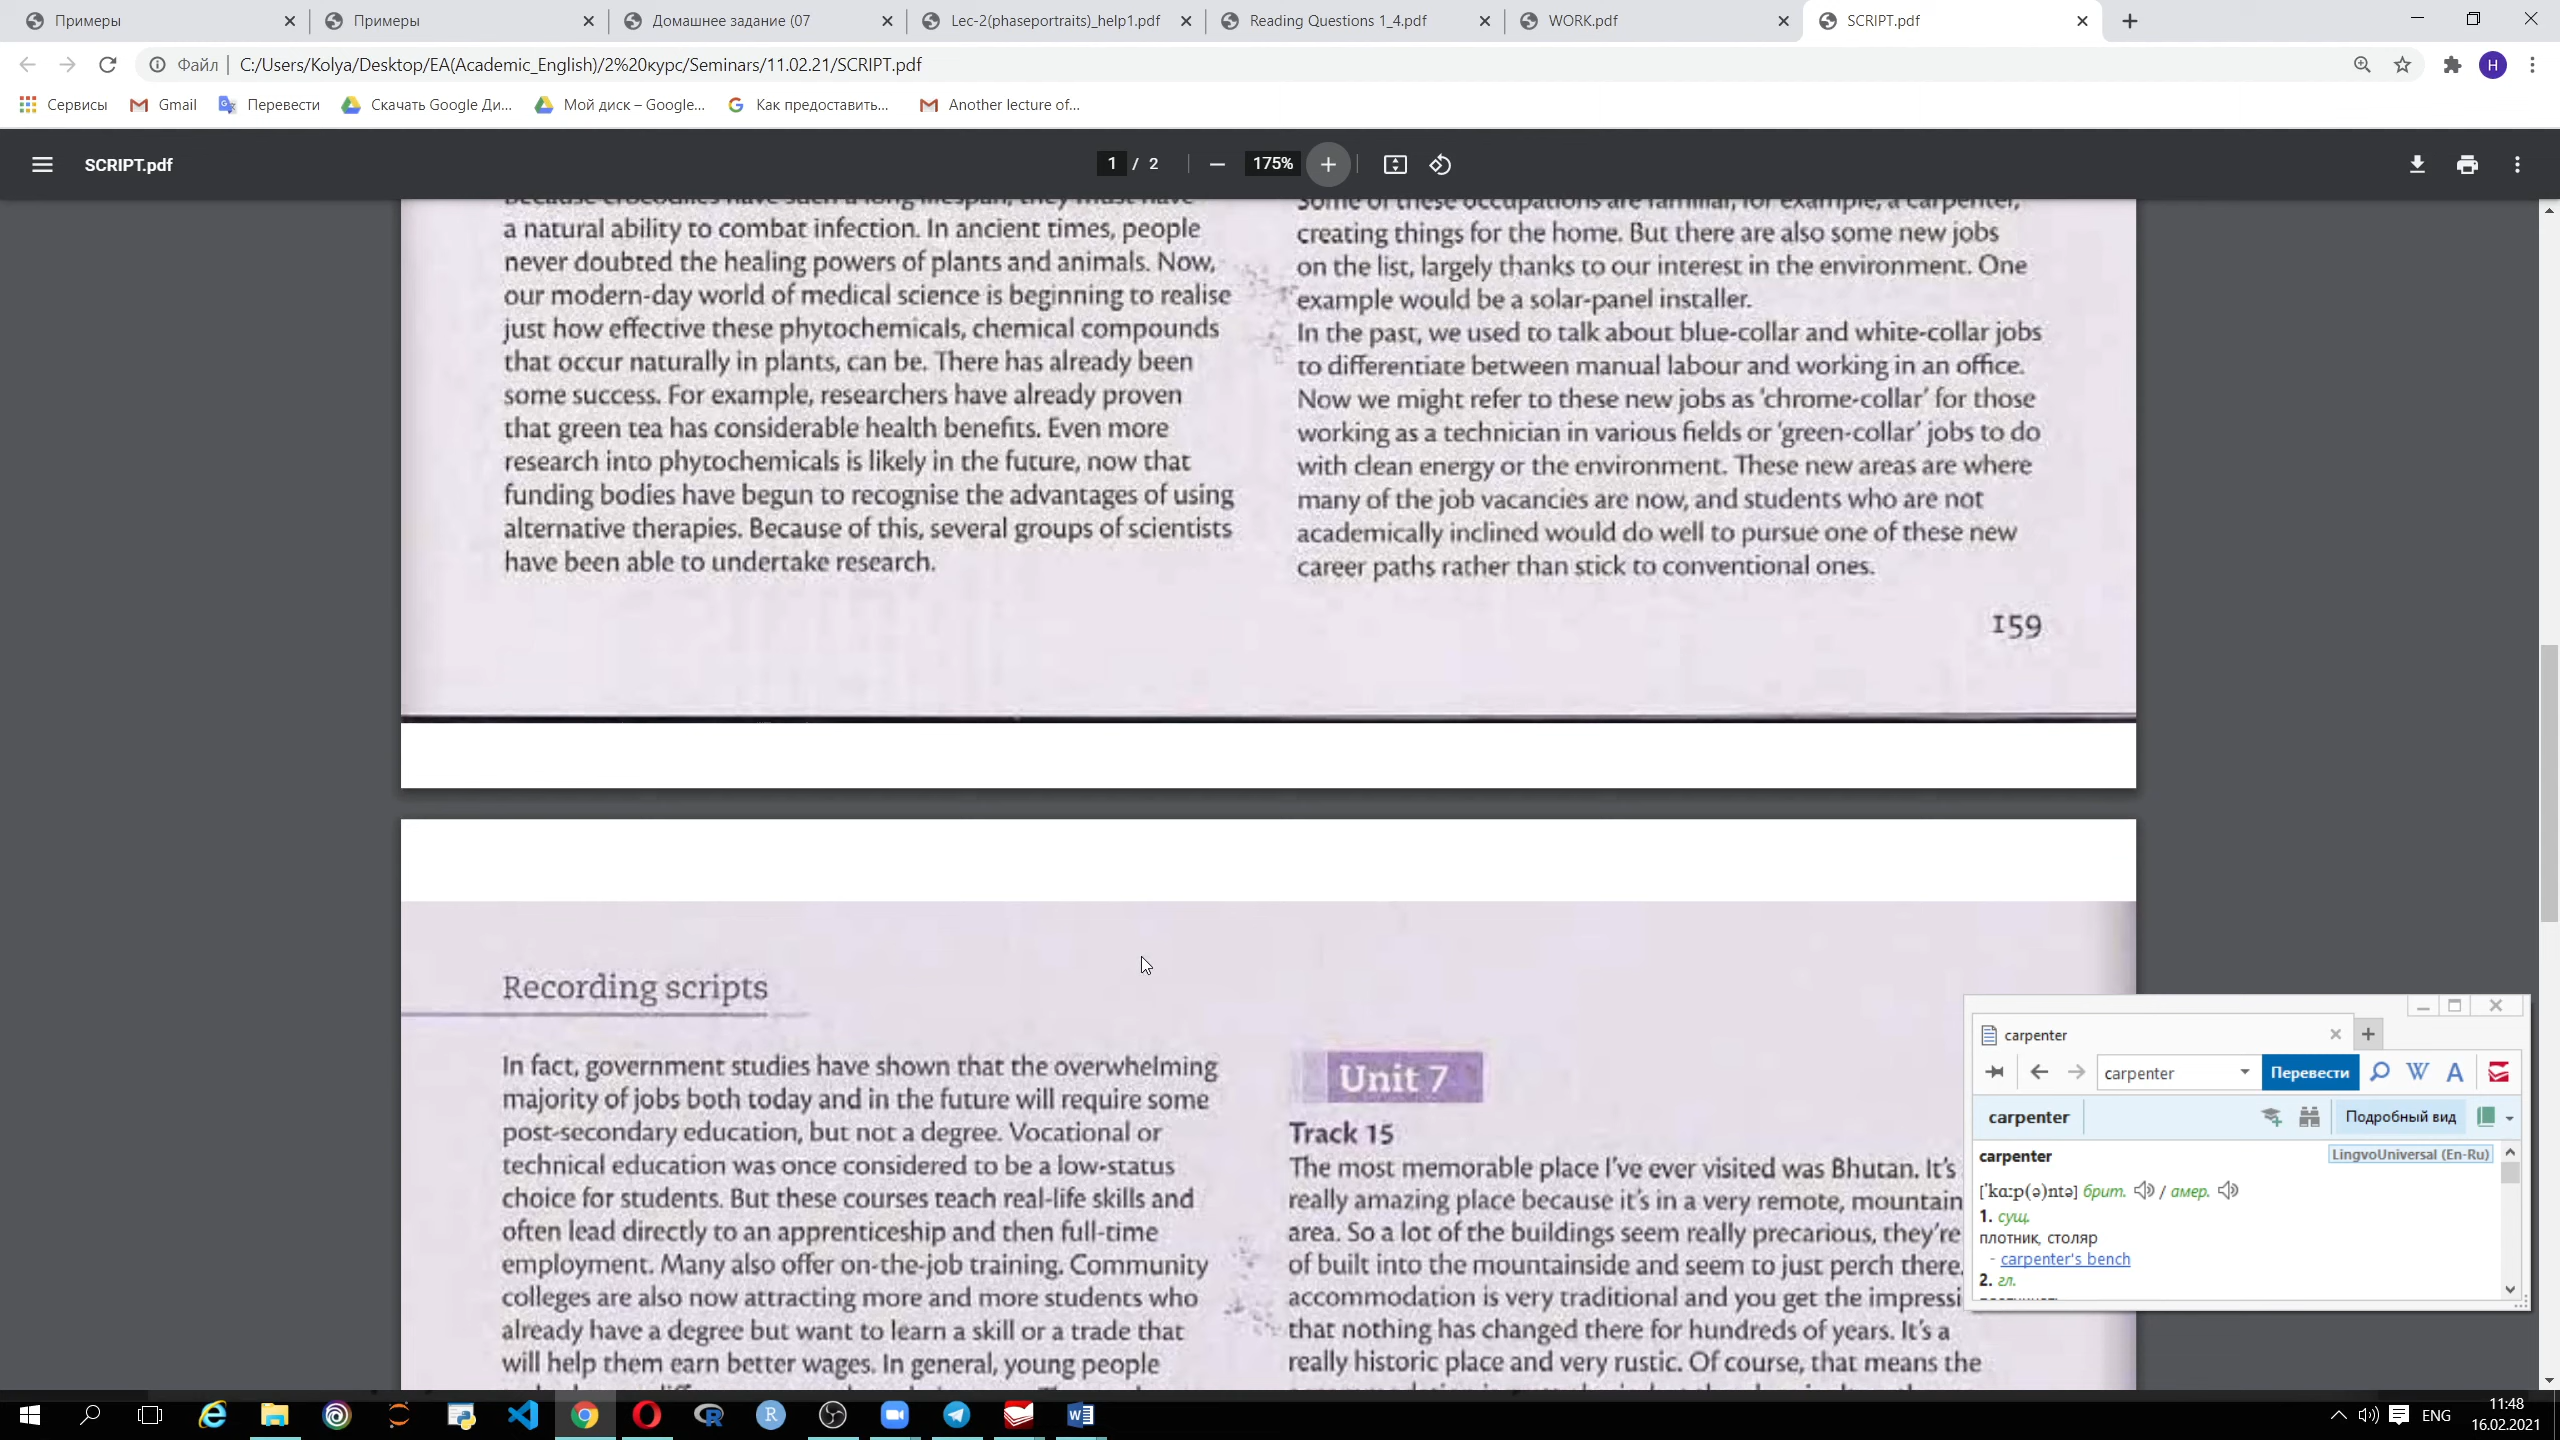 Примеры
Примеры
Домашнее задание (07
Lec-2(phaseportraits)_help1.pdf
Reading Questions 1_4.pdf
WORK.pdf
SCRIPT.pdf
Файл
C:/Users/Kolya/Desktop/EA(Academic_English)/2%20курс/Seminars/11.02.21/SCRIPT.pdf
H
Сервисы
Gmail
Перевести
Скачать Google Ди...
Мой диск – Google...
Как предоставить...
Another lecture of...
SCRIPT.pdf
1 / 2
175%
Because crocodiles have such a long lifespan, they must have
a natural ability to combat infection. In ancient times, people
never doubted the healing powers of plants and animals. Now,
our modern-day world of medical science is beginning to realise
just how effective these phytochemicals, chemical compounds
that occur naturally in plants, can be. There has already been
some success. For example, researchers have already proven
that green tea has considerable health benefits. Even more
research into phytochemicals is likely in the future, now that
funding bodies have begun to recognise the advantages of using
alternative therapies. Because of this, several groups of scientists
have been able to undertake research.
Some of these occupations are familiar, for example, a carpenter,
creating things for the home. But there are also some new jobs
on the list, largely thanks to our interest in the environment. One
example would be a solar-panel installer.
In the past, we used to talk about blue-collar and white-collar jobs
to differentiate between manual labour and working in an office.
Now we might refer to these new jobs as 'chrome-collar' for those
working as a technician in various fields or 'green-collar' jobs to do
with clean energy or the environment. These new areas are where
many of the job vacancies are now, and students who are not
academically inclined would do well to pursue one of these new
career paths rather than stick to conventional ones.
159
Recording scripts
In fact, government studies have shown that the overwhelming
majority of jobs both today and in the future will require some
post-secondary education, but not a degree. Vocational or
technical education was once considered to be a low-status
choice for students. But these courses teach real-life skills and
often lead directly to an apprenticeship and then full-time
employment. Many also offer on-the-job training. Community
colleges are also now attracting more and more students who
already have a degree but want to learn a skill or a trade that
will help them earn better wages. In general, young people
Unit 7
Track 15
The most memorable place I've ever visited was Bhutan. It's
really amazing place because it's in a very remote, mountain
area. So a lot of the buildings seem really precarious, they're
of built into the mountainside and seem to just perch there.
accommodation is very traditional and you get the impressi
that nothing has changed there for hundreds of years. It's a
really historic place and very rustic. Of course, that means the
carpenter
carpenter
Перевести
carpenter
Подробный вид
carpenter
LingvoUniversal (En-Ru)
['kɑːp(ə)ntə] брит. / амер.
1. сущ.
плотник, столяр
- carpenter's bench
2. гл.
ENG
11:48
16.02.2021